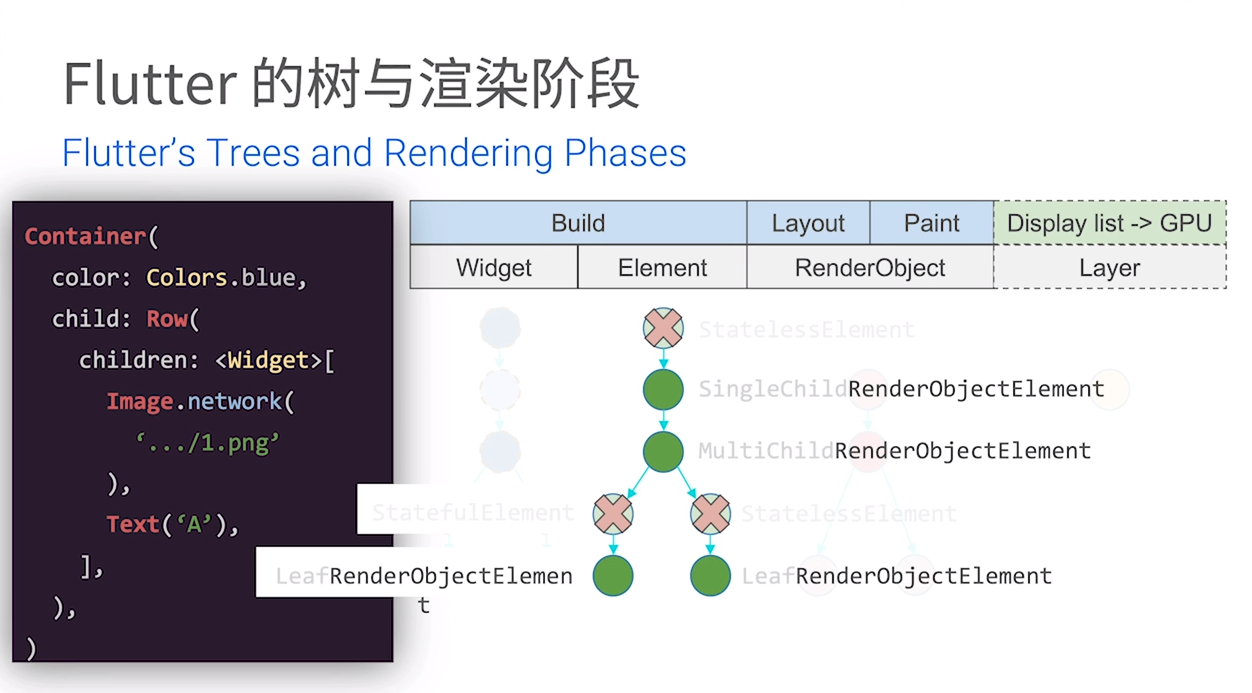 Flutter 的树与渲染阶段
Flutter’s Trees and Rendering Phases
Container(
color: Colors.blue,
child: Row(
children: <Widget>[
Image.network(
‘.../1.png’
),
Text(‘A’),
],
),
)
Build Layout Paint Display list -> GPU
Widget Element RenderObject Layer
StatelessElement
SingleChildRenderObjectElement
MultiChildRenderObjectElement
StatefulElement StatelessElement
LeafRenderObjectElemen LeafRenderObjectElement
t